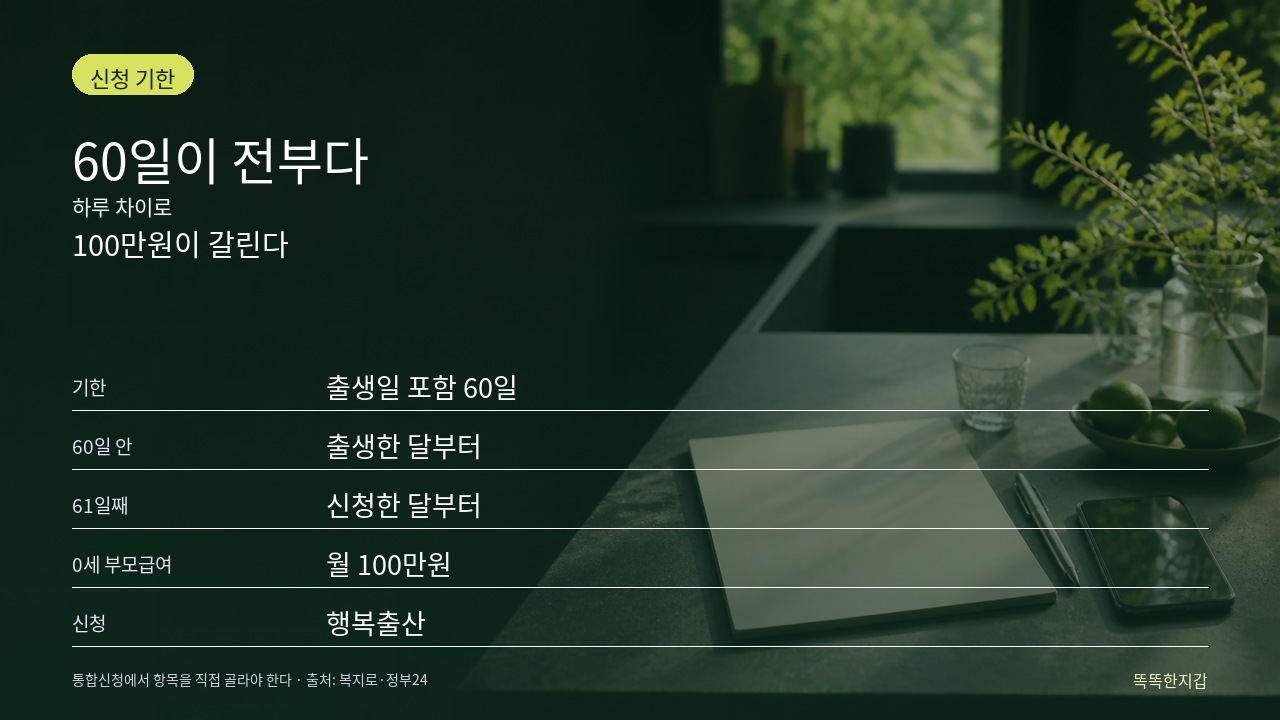 신청 기한
60일이 전부다
하루 차이로
100만원이 갈린다
기한 출생일 포함 60일
60일 안 출생한 달부터
61일째 신청한 달부터
0세 부모급여 월 100만원
신청 행복출산
통합신청에서 항목을 직접 골라야 한다 · 출처: 복지로·정부24
똑똑한지갑